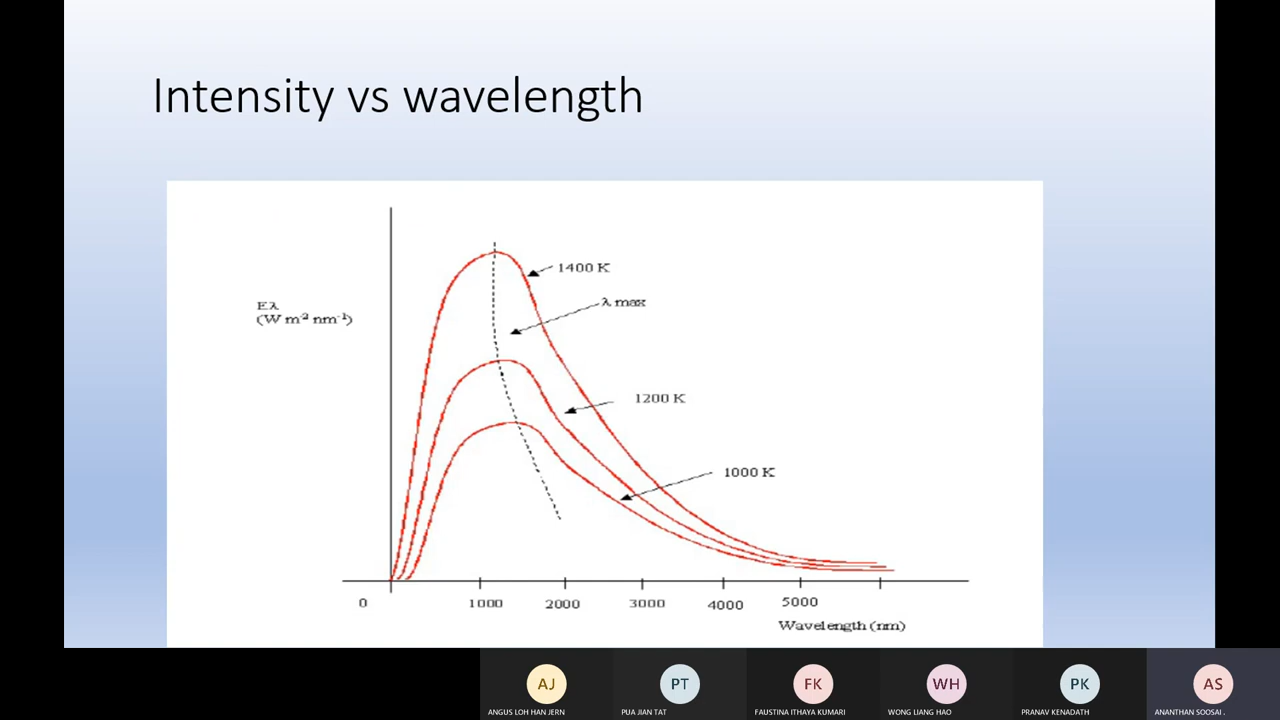 Intensity vs wavelength
1400 K
λ max
Eλ
(W m-2 nm-1)
1200 K
1000 K
0 1000 2000 3000 4000 5000
Wavelength (nm)
AJ PT FK WH PK AS
ANGUS LOH HAN JERN PUA JIAN TAT FAUSTINA ITHAYA KUMARI WONG LIANG HAO PRANAV KENADATH ANANTHAN SOOSAI .